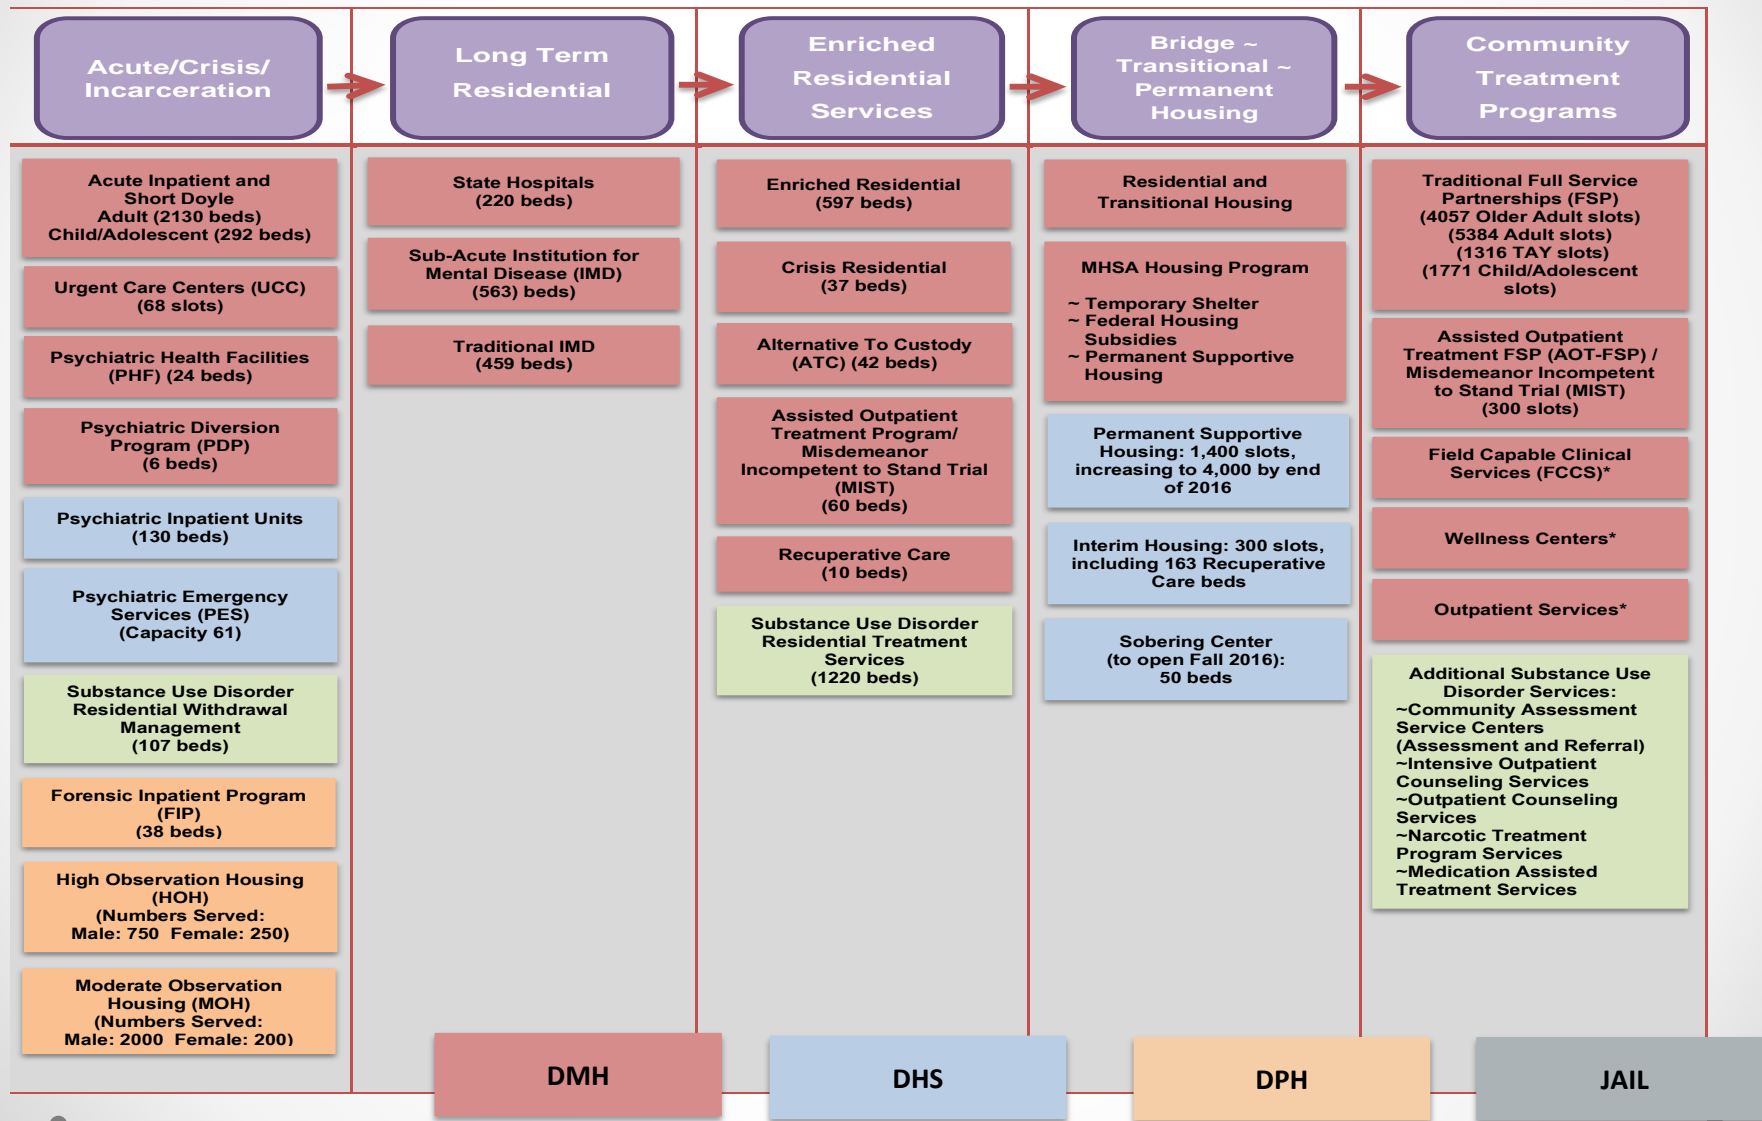 Acute/Crisis/
Incarceration
Long Term
Residential
Enriched
Residential
Services
Bridge ~
Transitional ~
Permanent
Housing
Community
Treatment
Programs
Acute Inpatient and
Short Doyle
Adult (2130 beds)
Child/Adolescent (292 beds)
Urgent Care Centers (UCC)
(68 slots)
Psychiatric Health Facilities
(PHF) (24 beds)
Psychiatric Diversion
Program (PDP)
(6 beds)
Psychiatric Inpatient Units
(130 beds)
Psychiatric Emergency
Services (PES)
(Capacity 61)
Substance Use Disorder
Residential Withdrawal
Management
(107 beds)
Forensic Inpatient Program
(FIP)
(38 beds)
High Observation Housing
(HOH)
(Numbers Served:
Male: 750  Female: 250)
Moderate Observation
Housing (MOH)
(Numbers Served:
Male: 2000  Female: 200)
State Hospitals
(220 beds)
Sub-Acute Institution for
Mental Disease (IMD)
(563) beds)
Traditional IMD
(459 beds)
Enriched Residential
(597 beds)
Crisis Residential
(37 beds)
Alternative To Custody
(ATC) (42 beds)
Assisted Outpatient
Treatment Program/
Misdemeanor
Incompetent to Stand Trial
(MIST)
(60 beds)
Recuperative Care
(10 beds)
Substance Use Disorder
Residential Treatment
Services
(1220 beds)
Residential and
Transitional Housing
MHSA Housing Program
~ Temporary Shelter
~ Federal Housing
Subsidies
~ Permanent Supportive
Housing
Permanent Supportive
Housing: 1,400 slots,
increasing to 4,000 by end
of 2016
Interim Housing: 300 slots,
including 163 Recuperative
Care beds
Sobering Center
(to open Fall 2016):
50 beds
Traditional Full Service
Partnerships (FSP)
(4057 Older Adult slots)
(5384 Adult slots)
(1316 TAY slots)
(1771 Child/Adolescent
slots)
Assisted Outpatient
Treatment FSP (AOT-FSP) /
Misdemeanor Incompetent
to Stand Trial (MIST)
(300 slots)
Field Capable Clinical
Services (FCCS)*
Wellness Centers*
Outpatient Services*
Additional Substance Use
Disorder Services:
~Community Assessment
Service Centers
(Assessment and Referral)
~Intensive Outpatient
Counseling Services
~Outpatient Counseling
Services
~Narcotic Treatment
Program Services
~Medication Assisted
Treatment Services
DMH
DHS
DPH
JAIL